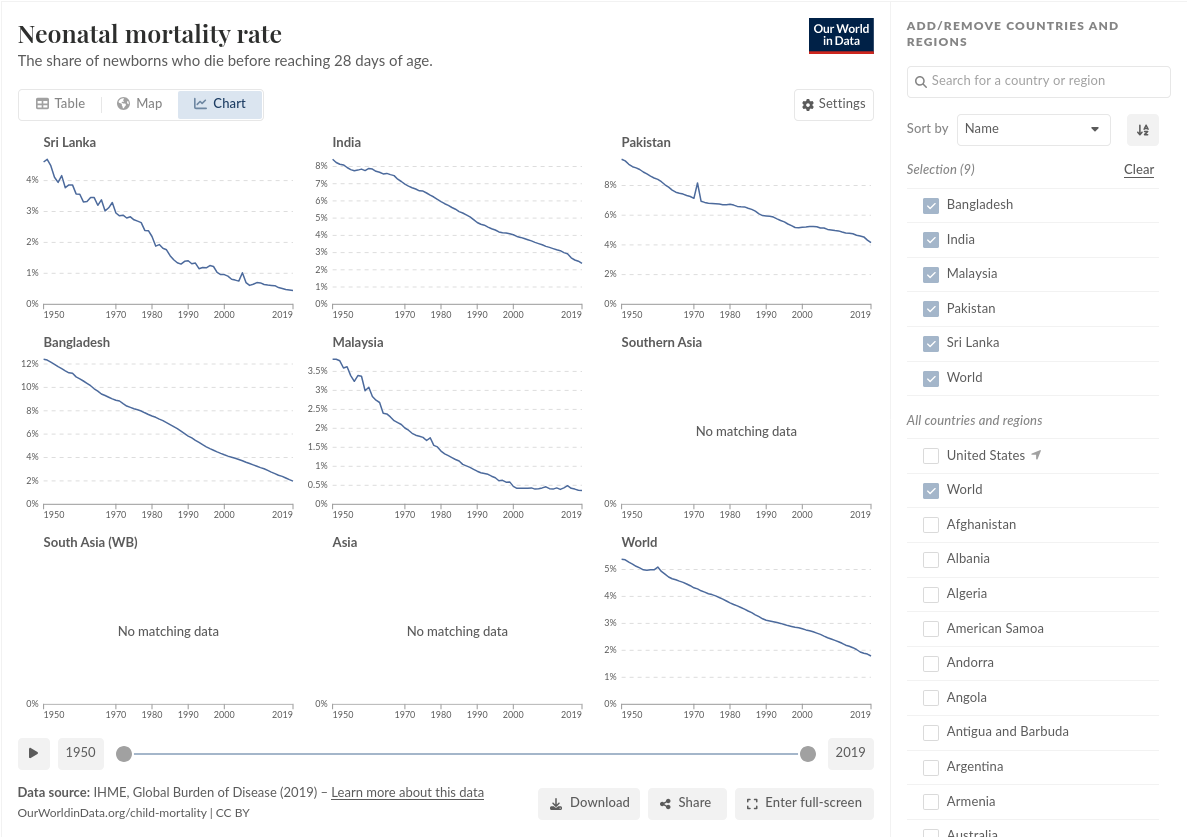 Neonatal mortality rate
The share of newborns who die before reaching 28 days of age.
Our World
in Data
Table
Map
Chart
Settings
Sri Lanka
4%
3%
2%
1%
0%
1950 1970 1980 1990 2000 2019
India
8%
7%
6%
5%
4%
3%
2%
1%
0%
1950 1970 1980 1990 2000 2019
Pakistan
8%
6%
4%
2%
0%
1950 1970 1980 1990 2000 2019
Bangladesh
12%
10%
8%
6%
4%
2%
0%
1950 1970 1980 1990 2000 2019
Malaysia
3.5%
3%
2.5%
2%
1.5%
1%
0.5%
0%
1950 1970 1980 1990 2000 2019
Southern Asia
No matching data
0%
1950 1970 1980 1990 2000 2019
South Asia (WB)
No matching data
0%
1950 1970 1980 1990 2000 2019
Asia
No matching data
0%
1950 1970 1980 1990 2000 2019
World
5%
4%
3%
2%
1%
0%
1950 1970 1980 1990 2000 2019
1950
2019
Data source: IHME, Global Burden of Disease (2019) – Learn more about this data
OurWorldinData.org/child-mortality | CC BY
Download
Share
Enter full-screen
ADD/REMOVE COUNTRIES AND
REGIONS
Search for a country or region
Sort by Name
Selection (9) Clear
Bangladesh
India
Malaysia
Pakistan
Sri Lanka
World
All countries and regions
United States
World
Afghanistan
Albania
Algeria
American Samoa
Andorra
Angola
Antigua and Barbuda
Argentina
Armenia
Australia